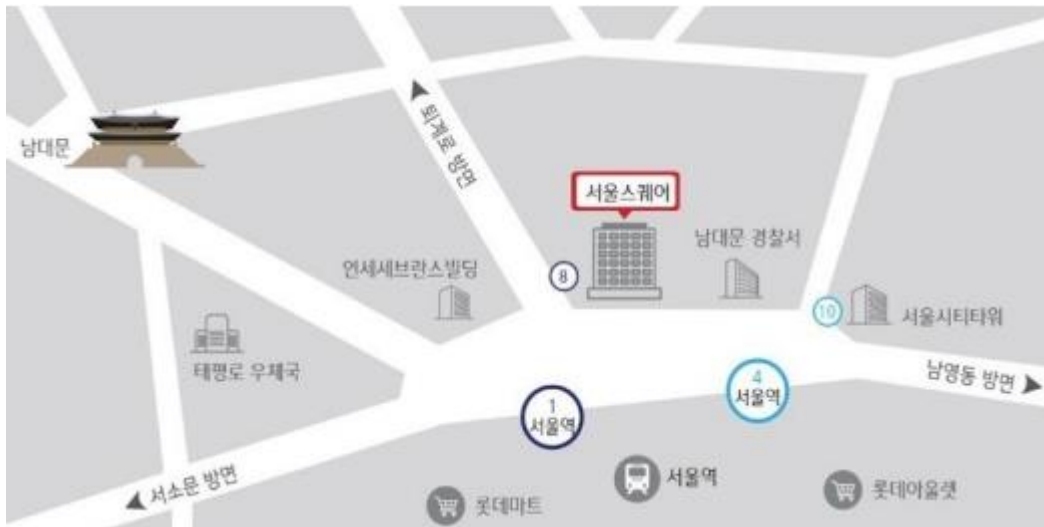 남대문
퇴계로 방면
서울스퀘어
남대문 경찰서
8
연세세브란스빌딩
10
서울시티타워
태평로 우체국
남영동 방면
4
서울역
1
서울역
서소문 방면
롯데마트
서울역
롯데아울렛